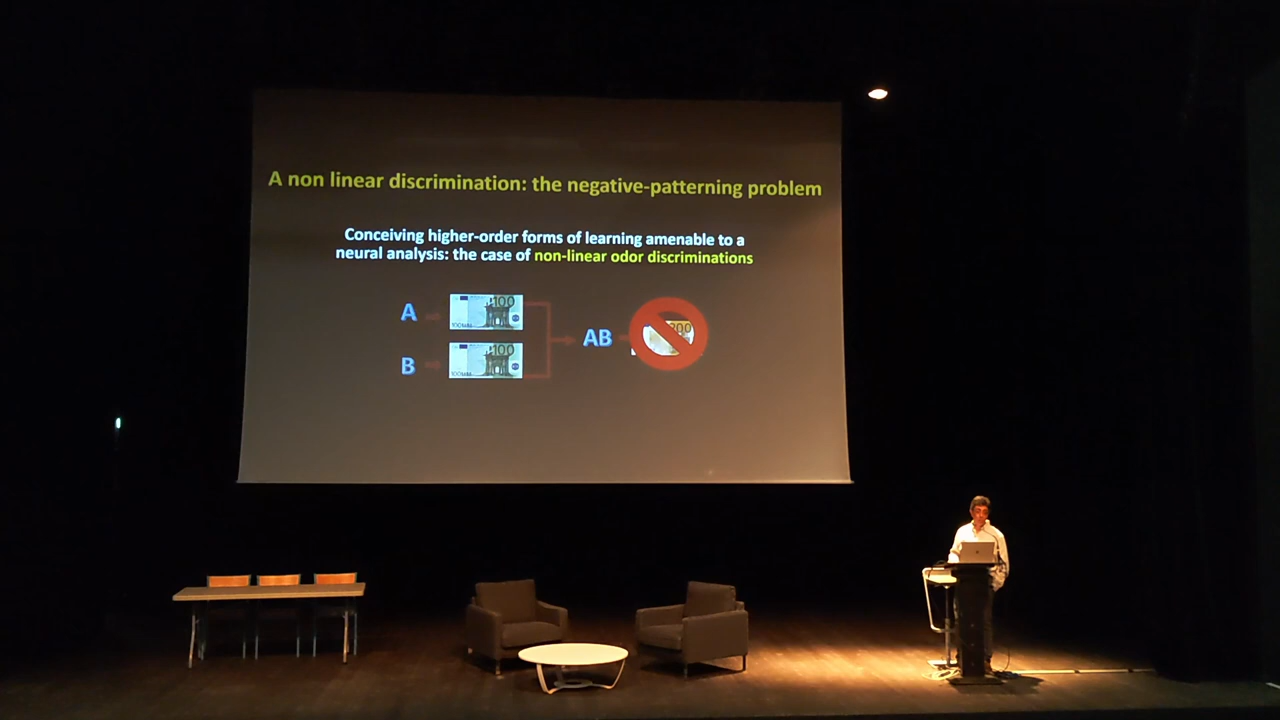 A non linear discrimination: the negative-patterning problem
Conceiving higher-order forms of learning amenable to a
neural analysis: the case of non-linear odor discriminations
A
100
B
100
AB
200